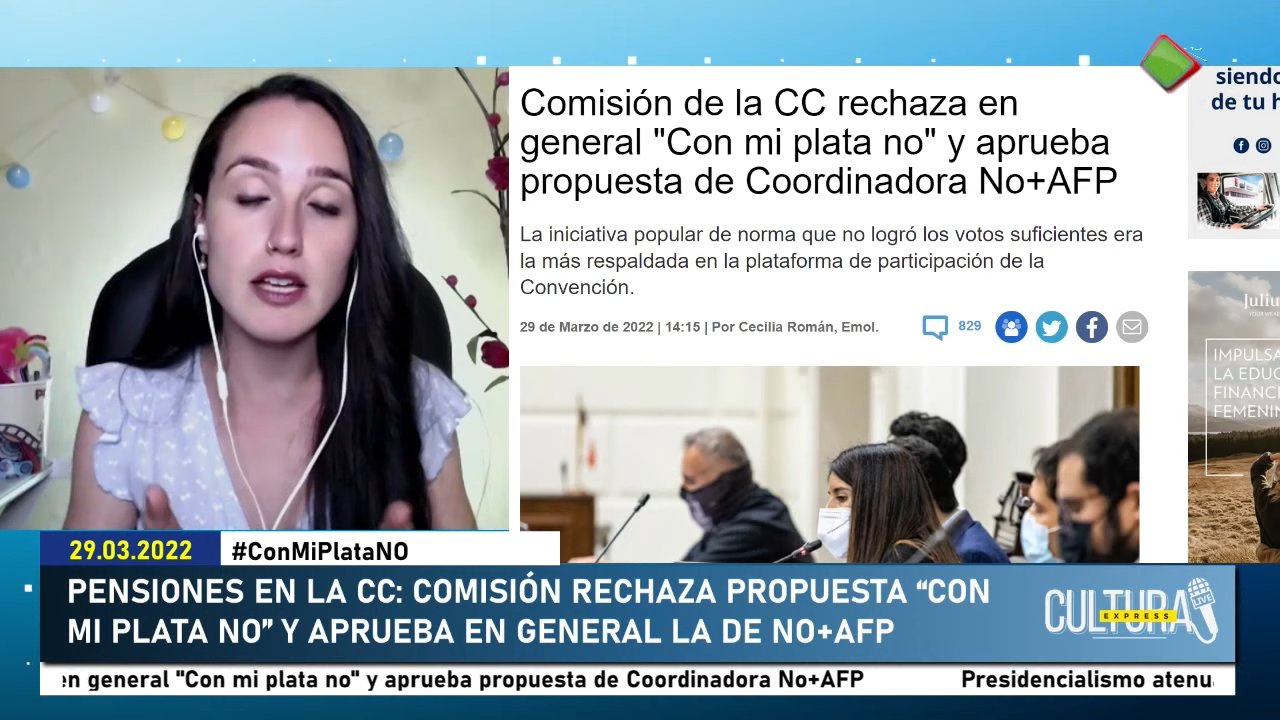 Comisión de la CC rechaza en
general "Con mi plata no" y aprueba
propuesta de Coordinadora No+AFP
La iniciativa popular de norma que no logró los votos suficientes era
la más respaldada en la plataforma de participación de la
Convención.
29 de Marzo de 2022 | 14:15 | Por Cecilia Román, Emol.
829
siendo
de tu h
Juliu
IMPULSA
LA EDUC
FINANCI
FEMENIN
29.03.2022
#ConMiPlataNO
PENSIONES EN LA CC: COMISIÓN RECHAZA PROPUESTA “CON
MI PLATA NO” Y APRUEBA EN GENERAL LA DE NO+AFP
CULTURA
EXPRESS
LIVE
en general "Con mi plata no" y aprueba propuesta de Coordinadora No+AFP
Presidencialismo atenua